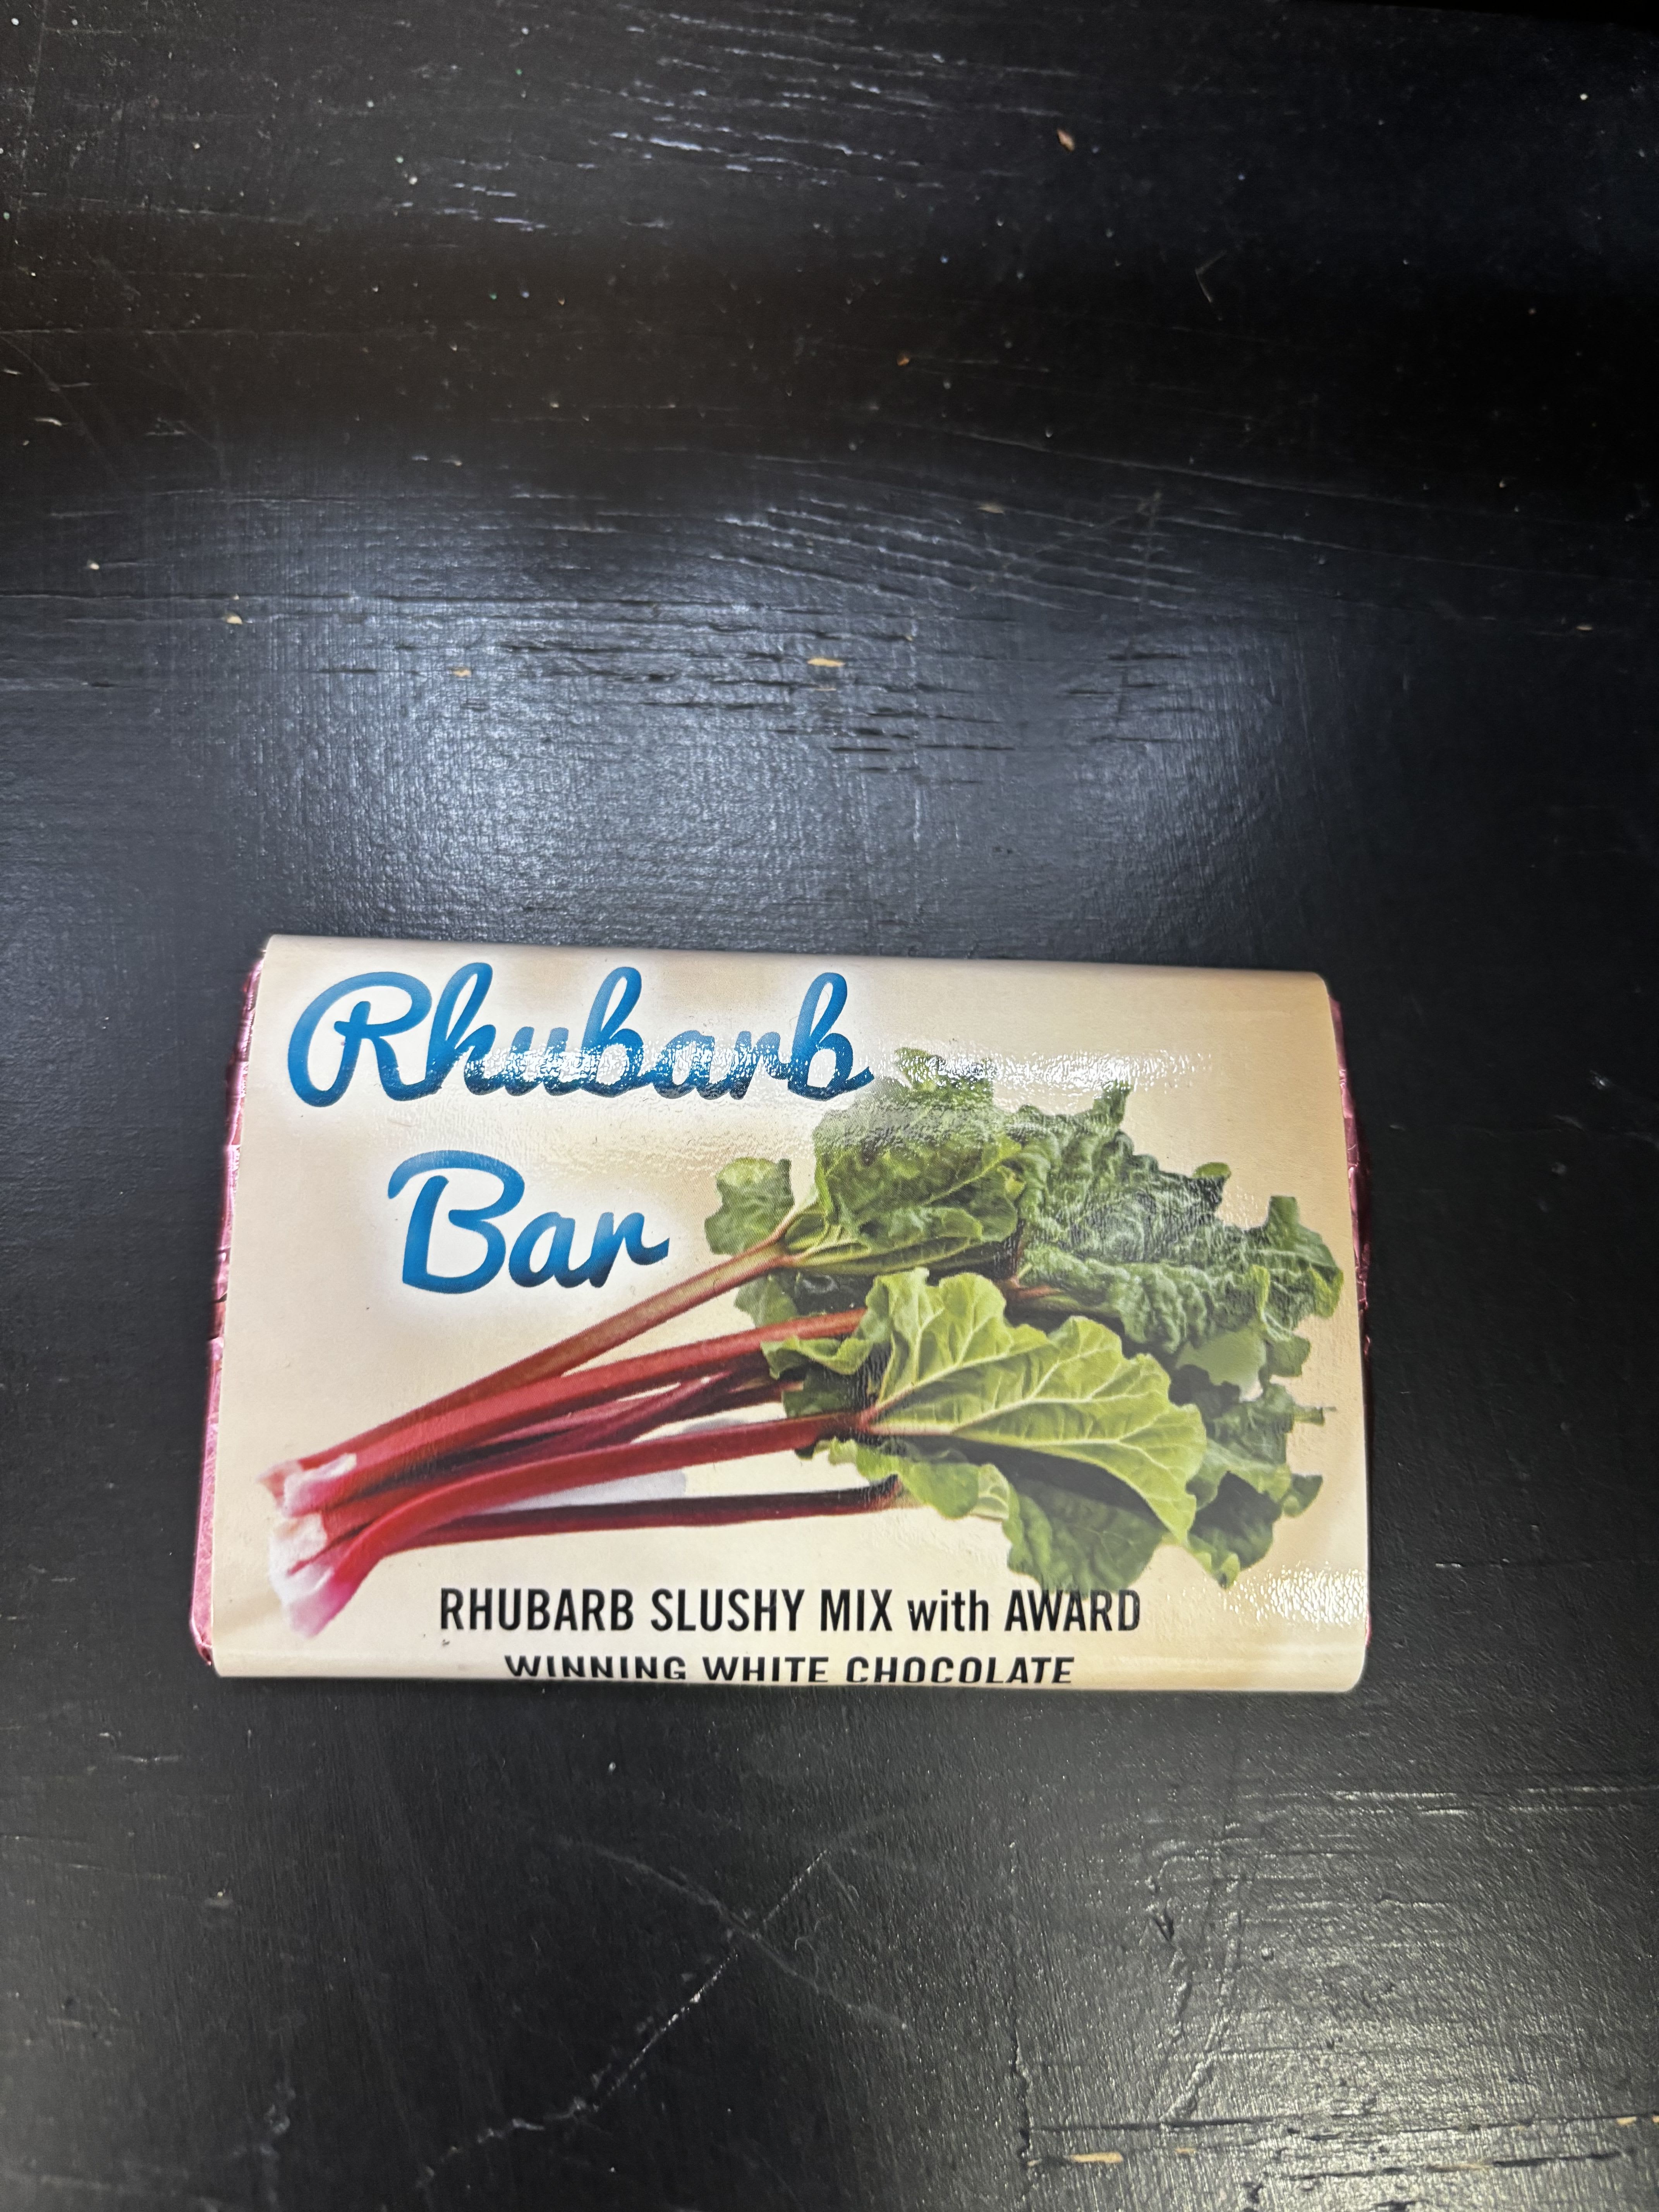 Rhubarb
Bar
RHUBARB SLUSHY MIX with AWARD
WINNING WHITE CHOCOLATE